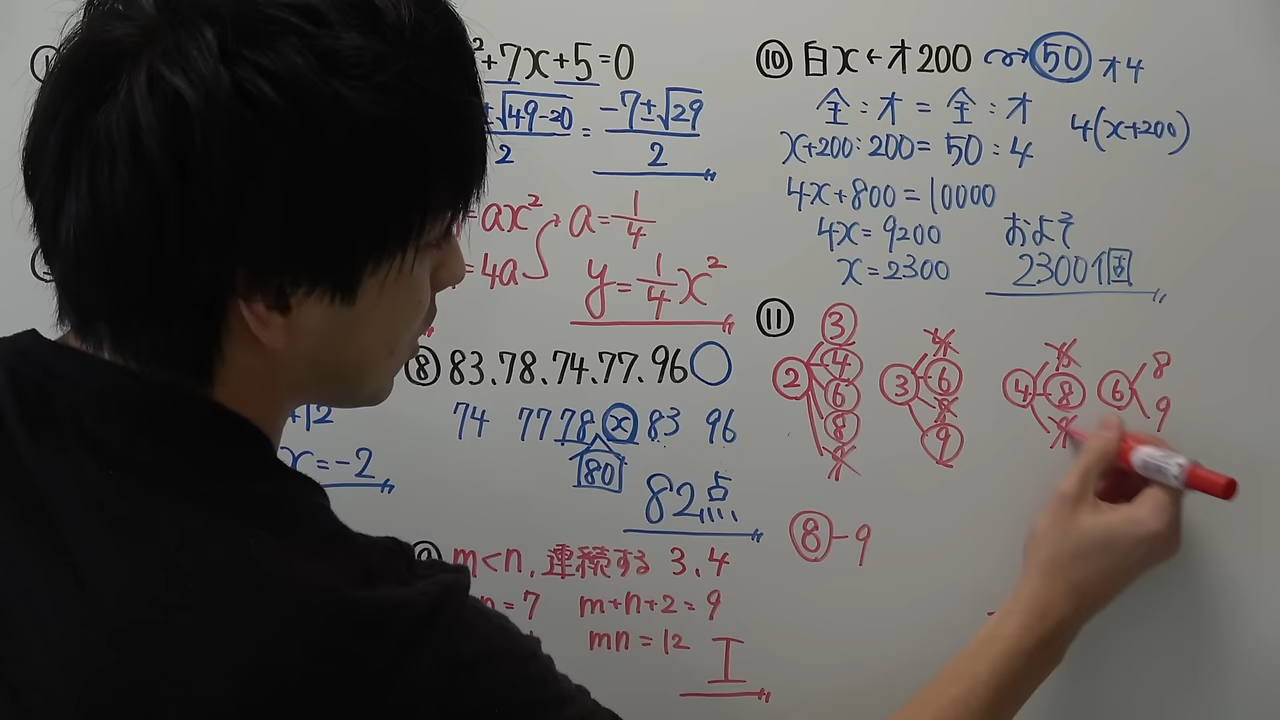 ²+7x+5=0
±√49-20 / 2 = -7±√29 / 2
=ax² a=1/4
=4a
y=1/4x²
⑧ 83.78.74.77.96 ○
74 77 78 x 83 96
80
82点
+12
x=-2
m<n, 連続する 3、4
n=7 m+n+2=9
mn=12
エ
⑩ 白x←オ200 → 50 オ4
全:オ=全:オ
4(x+200)
x+200:200=50:4
4x+800=10000
4x=9200
x=2300
およそ
2300個
⑪
2 3 4 6 8
3 6 9
4 8
6 8 9
8-9